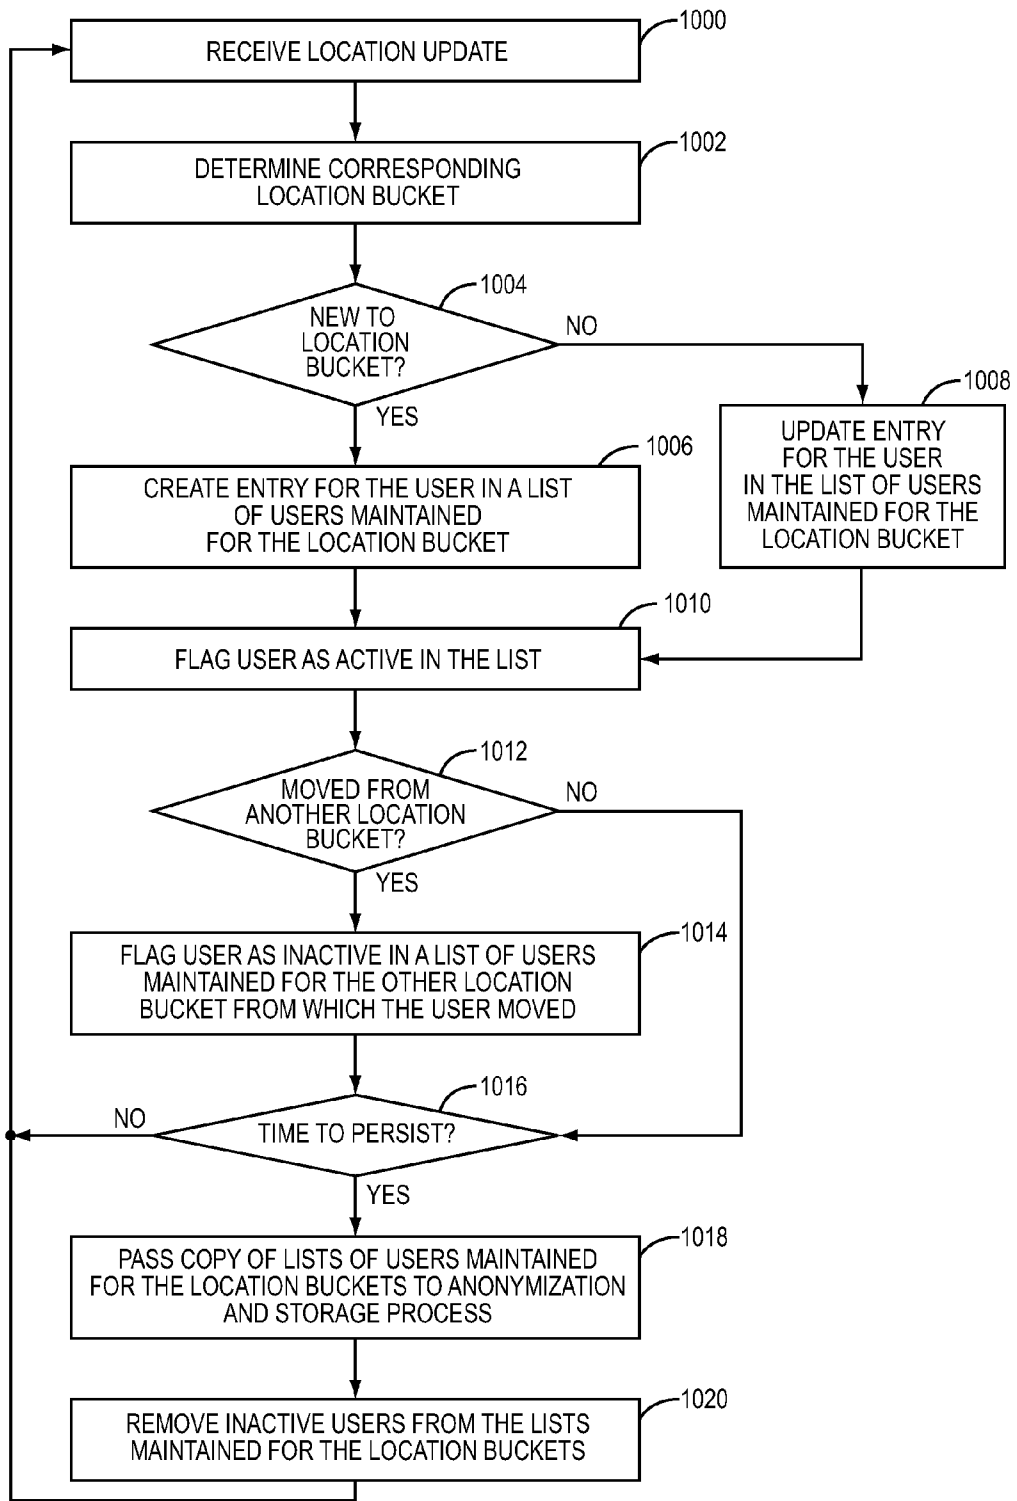 1000
RECEIVE LOCATION UPDATE
1002
DETERMINE CORRESPONDING
LOCATION BUCKET
1004
NEW TO
LOCATION
BUCKET?
NO
YES
1008
UPDATE ENTRY
FOR THE USER
IN THE LIST OF USERS
MAINTAINED FOR THE
LOCATION BUCKET
1006
CREATE ENTRY FOR THE USER IN A LIST
OF USERS MAINTAINED
FOR THE LOCATION BUCKET
1010
FLAG USER AS ACTIVE IN THE LIST
1012
MOVED FROM
ANOTHER LOCATION
BUCKET?
NO
YES
1014
FLAG USER AS INACTIVE IN A LIST OF USERS
MAINTAINED FOR THE OTHER LOCATION
BUCKET FROM WHICH THE USER MOVED
1016
NO
TIME TO PERSIST?
YES
1018
PASS COPY OF LISTS OF USERS MAINTAINED
FOR THE LOCATION BUCKETS TO ANONYMIZATION
AND STORAGE PROCESS
1020
REMOVE INACTIVE USERS FROM THE LISTS
MAINTAINED FOR THE LOCATION BUCKETS